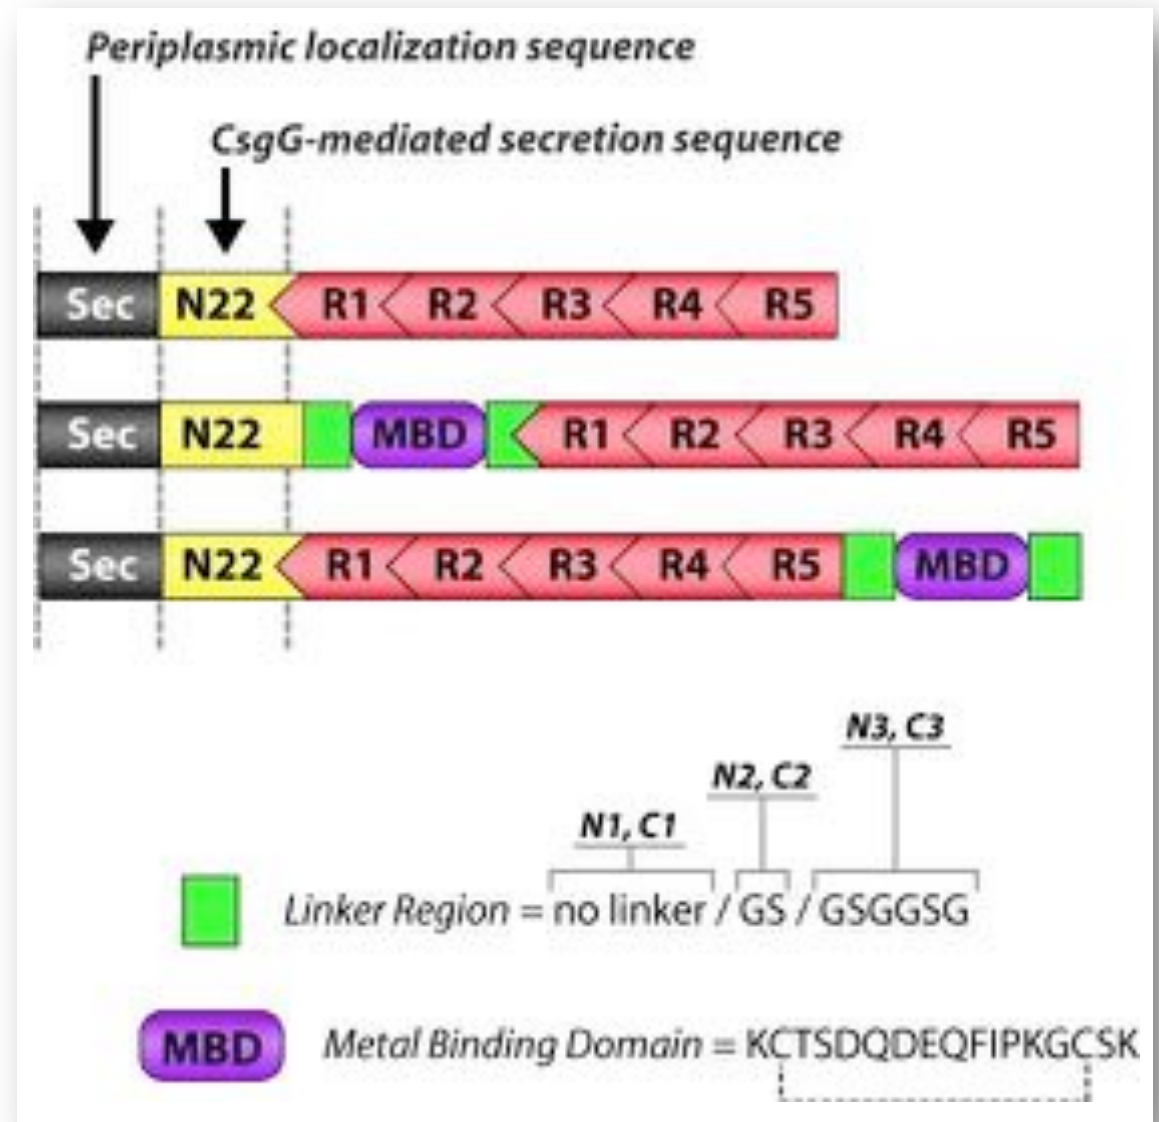 Periplasmic localization sequence
CsgG-mediated secretion sequence
Sec N22 R1 R2 R3 R4 R5
Sec N22 MBD R1 R2 R3 R4 R5
Sec N22 R1 R2 R3 R4 R5 MBD
N3, C3
N2, C2
N1, C1
Linker Region = no linker / GS / GSGGSG
MBD Metal Binding Domain = KCTSDQDEQFIPKGCSK